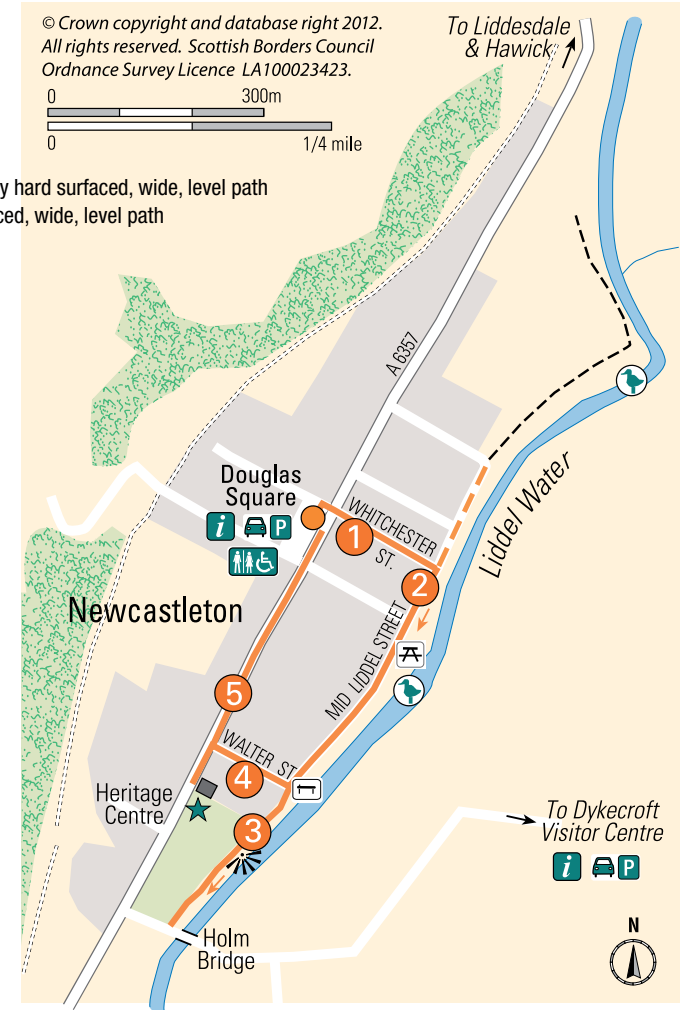 © Crown copyright and database right 2012.
All rights reserved. Scottish Borders Council
Ordnance Survey Licence LA100023423.
0 300m
0 1/4 mile
y hard surfaced, wide, level path
ced, wide, level path
To Liddesdale
& Hawick
A 6357
Douglas
Square
i P
WHITCHESTER
ST.
1
2
Liddel Water
Newcastleton
MID LIDDEL STREET
5
WALTER ST
4
Heritage
Centre
3
To Dykecroft
Visitor Centre
i P
Holm
Bridge
N